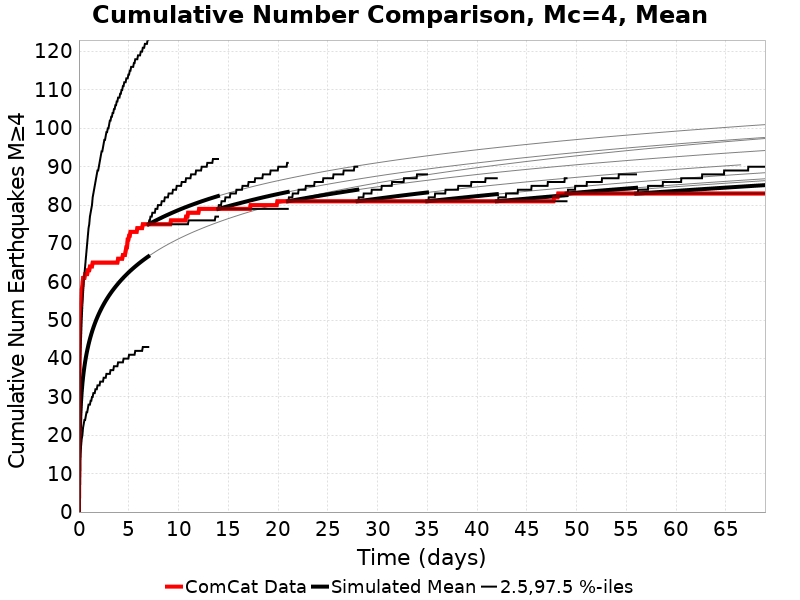 Cumulative Number Comparison, Mc=4, Mean
Cumulative Num Earthquakes M≥4
120
110
100
90
80
70
60
50
40
30
20
10
0
0 5 10 15 20 25 30 35 40 45 50 55 60 65
Time (days)
ComCat Data Simulated Mean 2.5,97.5 %-iles